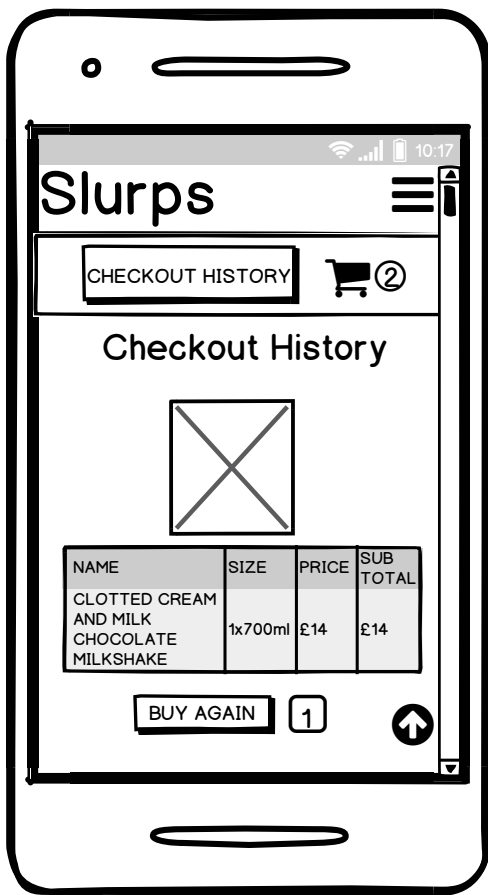 10:17
Slurps
CHECKOUT HISTORY
2
Checkout History
NAME SIZE PRICE SUB TOTAL
CLOTTED CREAM
AND MILK
CHOCOLATE
MILKSHAKE
1x700ml £14 £14
BUY AGAIN 1